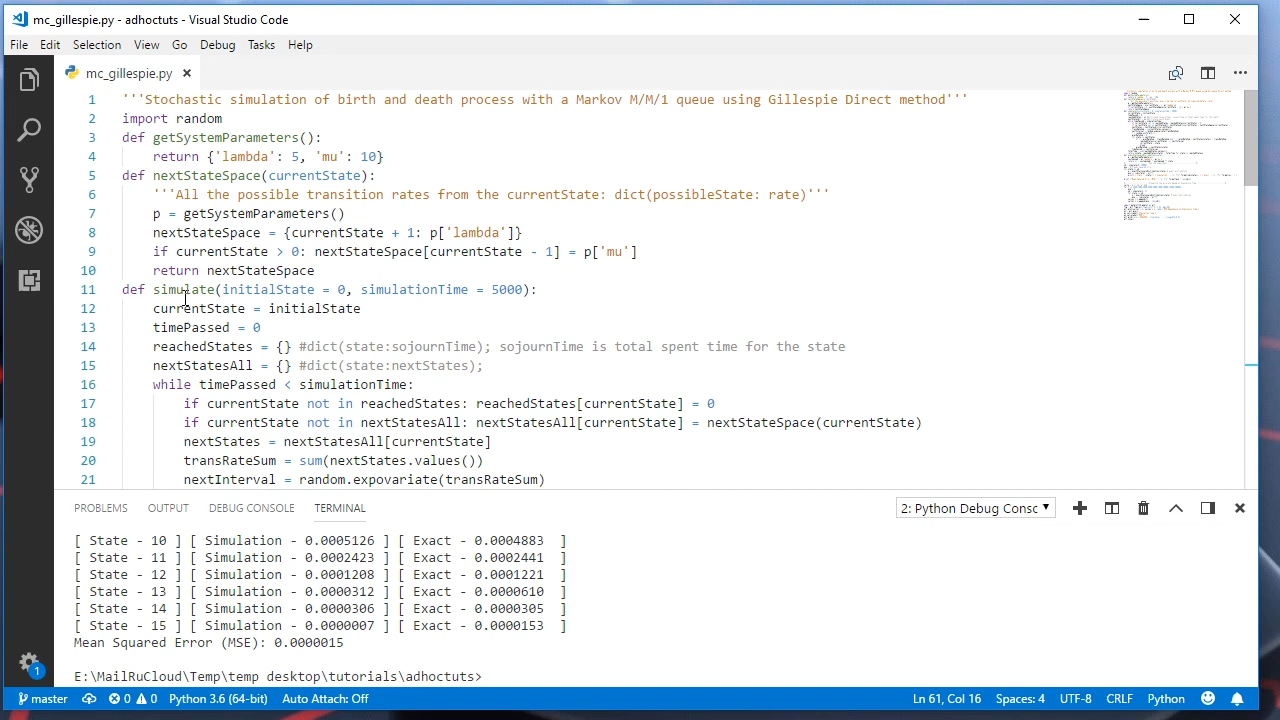 mc_gillespie.py - adhoctuts - Visual Studio Code
File Edit Selection View Go Debug Tasks Help
mc_gillespie.py
1 '''Stochastic simulation of birth and death process with a Markov M/M/1 queue using Gillespie Direct method'''
2 import random
3 def getSystemParameters():
4     return {'lambda': 5, 'mu': 10}
5 def nextStateSpace(currentState):
6     '''All the possible transition rates from the currentState: dict(possibleState: rate)'''
7     p = getSystemParameters()
8     nextStateSpace = {currentState + 1: p['lambda']}
9     if currentState > 0: nextStateSpace[currentState - 1] = p['mu']
10     return nextStateSpace
11 def simulate(initialState = 0, simulationTime = 5000):
12     currentState = initialState
13     timePassed = 0
14     reachedStates = {} #dict(state:sojournTime); sojournTime is total spent time for the state
15     nextStatesAll = {} #dict(state:nextStates);
16     while timePassed < simulationTime:
17         if currentState not in reachedStates: reachedStates[currentState] = 0
18         if currentState not in nextStatesAll: nextStatesAll[currentState] = nextStateSpace(currentState)
19         nextStates = nextStatesAll[currentState]
20         transRateSum = sum(nextStates.values())
21         nextInterval = random.expovariate(transRateSum)
PROBLEMS OUTPUT DEBUG CONSOLE TERMINAL 2: Python Debug Consc
[ State - 10 ] [ Simulation - 0.0005126 ] [ Exact - 0.0004883  ]
[ State - 11 ] [ Simulation - 0.0002423 ] [ Exact - 0.0002441  ]
[ State - 12 ] [ Simulation - 0.0001208 ] [ Exact - 0.0001221  ]
[ State - 13 ] [ Simulation - 0.0000312 ] [ Exact - 0.0000610  ]
[ State - 14 ] [ Simulation - 0.0000306 ] [ Exact - 0.0000305  ]
[ State - 15 ] [ Simulation - 0.0000007 ] [ Exact - 0.0000153  ]
Mean Squared Error (MSE): 0.0000015
E:\MailRuCloud\Temp\temp desktop\tutorials\adhoctuts>
1
master 0 0 Python 3.6 (64-bit) Auto Attach: Off Ln 61, Col 16 Spaces: 4 UTF-8 CRLF Python